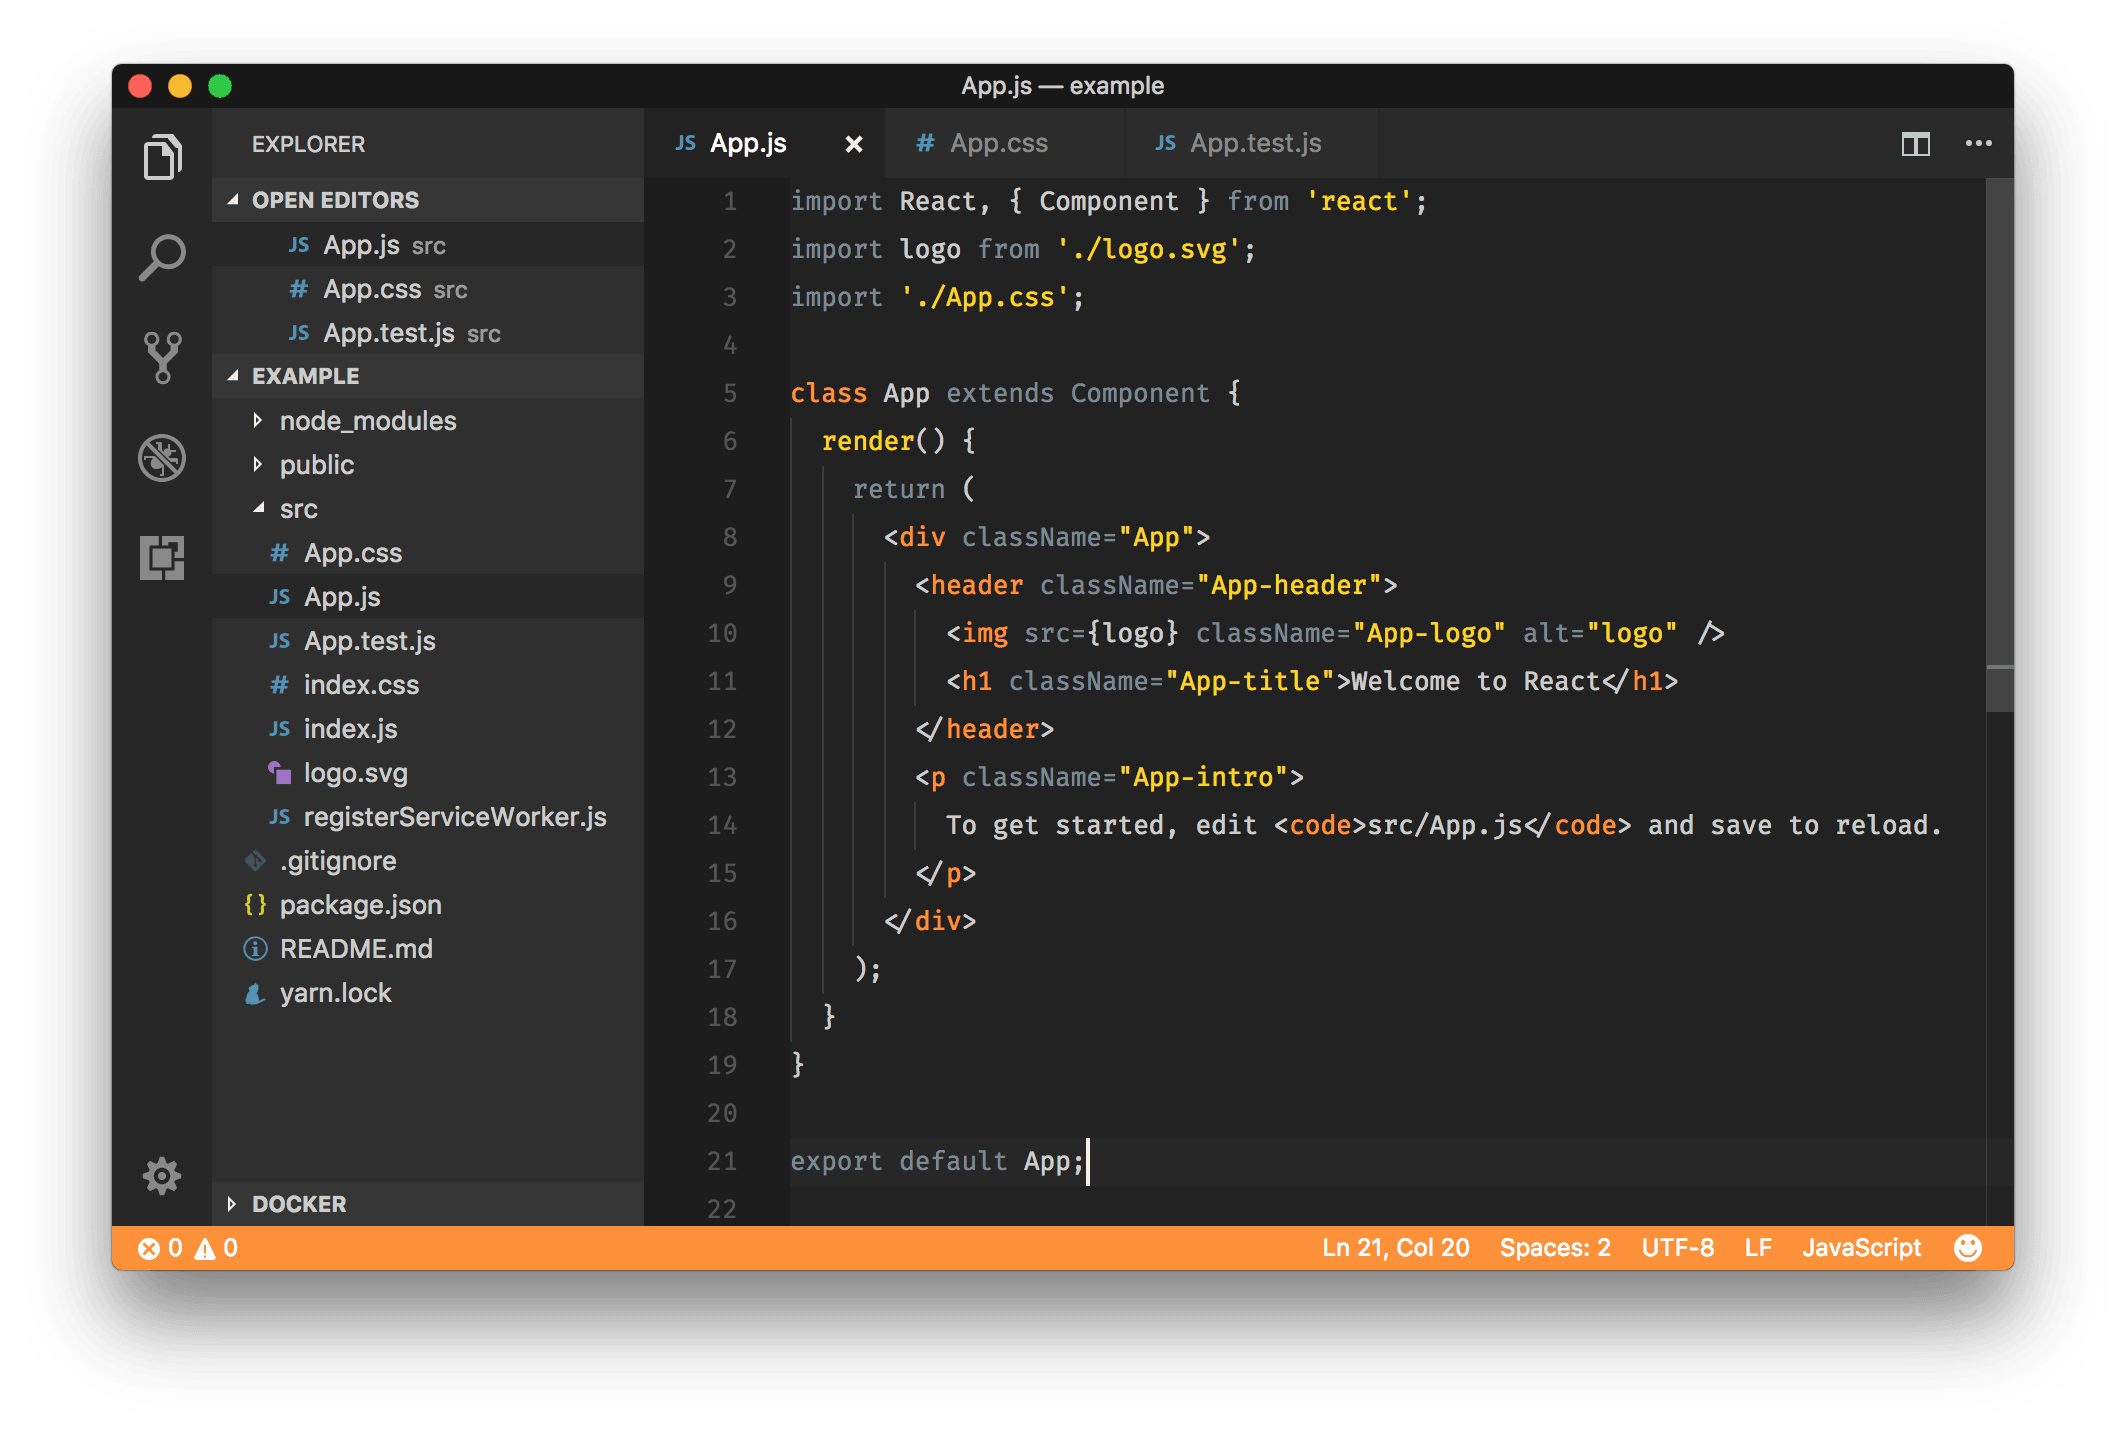 App.js — example
EXPLORER
OPEN EDITORS
JS App.js src
# App.css src
JS App.test.js src
EXAMPLE
node_modules
public
src
# App.css
JS App.js
JS App.test.js
# index.css
JS index.js
logo.svg
JS registerServiceWorker.js
.gitignore
{} package.json
README.md
yarn.lock
DOCKER
JS App.js
# App.css
JS App.test.js
1 import React, { Component } from 'react';
2 import logo from './logo.svg';
3 import './App.css';
4
5 class App extends Component {
6 render() {
7 return (
8 <div className="App">
9 <header className="App-header">
10 <img src={logo} className="App-logo" alt="logo" />
11 <h1 className="App-title">Welcome to React</h1>
12 </header>
13 <p className="App-intro">
14 To get started, edit <code>src/App.js</code> and save to reload.
15 </p>
16 </div>
17 );
18 }
19 }
20
21 export default App;
22
0 0
Ln 21, Col 20 Spaces: 2 UTF-8 LF JavaScript